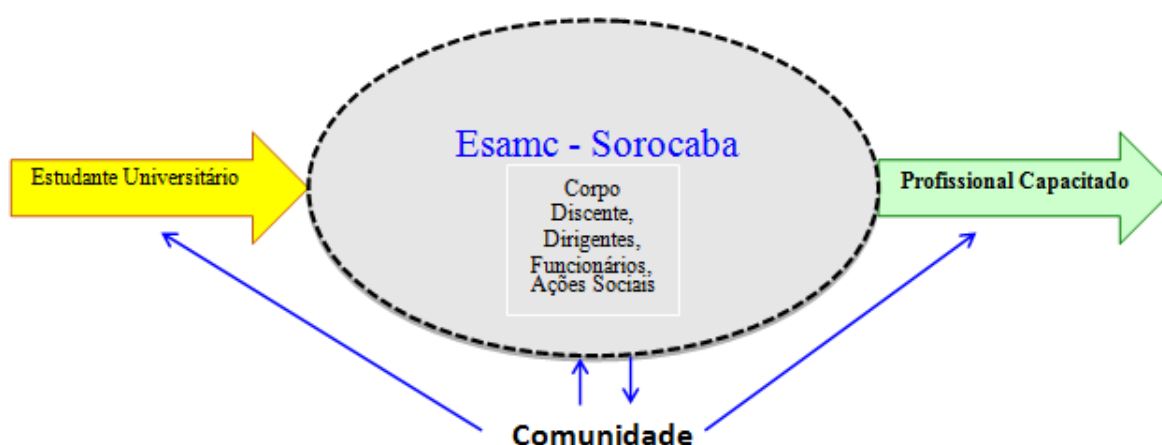 Esamc - Sorocaba
Estudante Universitário
Corpo
Discente,
Dirigentes,
Funcionários,
Ações Sociais
Profissional Capacitado
Comunidade